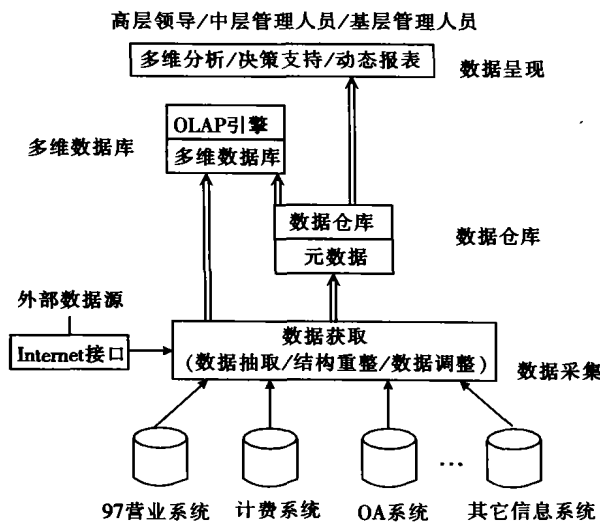 高层领导/中层管理人员/基层管理人员
多维分析/决策支持/动态报表
数据呈现
OLAP引擎
多维数据库
多维数据库
数据仓库
元数据
数据仓库
外部数据源
Internet接口
数据获取
(数据抽取/结构重整/数据调整)
数据采集
97营业系统
计费系统
OA系统
···
其它信息系统